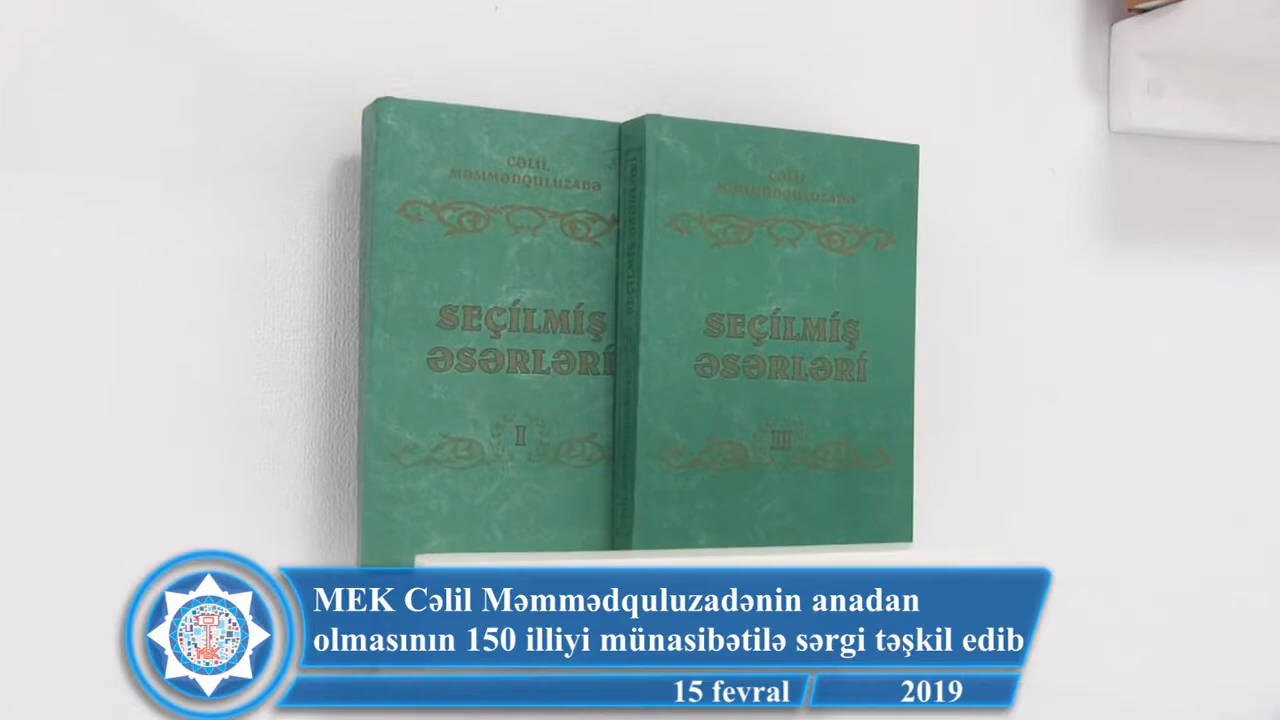 CƏLİL
MƏMMƏDQULUZADƏ
SEÇİLMİŞ
ƏSƏRLƏRİ
I
CƏLİL
MƏMMƏDQULUZADƏ
SEÇİLMİŞ
ƏSƏRLƏRİ
III
MEK Cəlil Məmmədquluzadənin anadan
olmasının 150 illiyi münasibətilə sərgi təşkil edib
15 fevral 2019